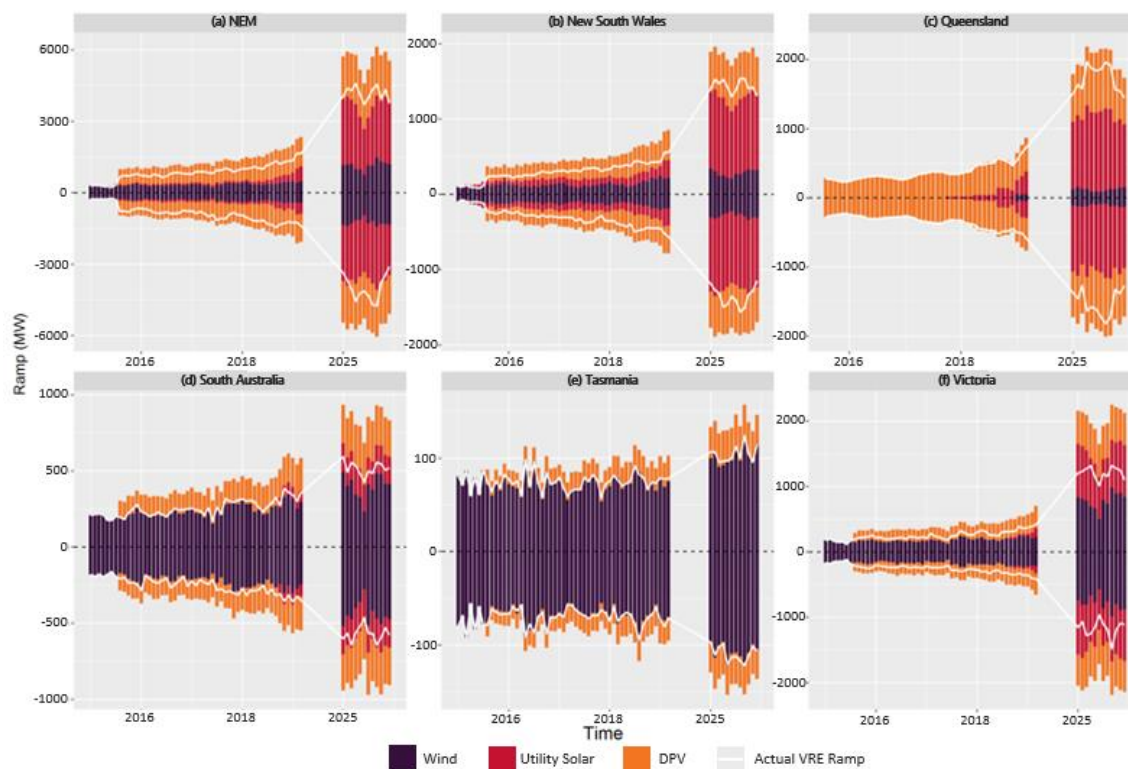 (a) NEM
(b) New South Wales
(c) Queensland
6000
3000
0
-3000
-6000
2000
1000
0
-1000
-2000
2000
1000
0
-1000
-2000
Ramp (MW)
2016 2018 2025
2016 2018 2025
2016 2018 2025
(d) South Australia
(e) Tasmania
(f) Victoria
1000
500
0
-500
-1000
100
0
-100
2000
1000
0
-1000
-2000
2016 2018 2025
2016 2018 2025
2016 2018 2025
Time
Wind Utility Solar DPV Actual VRE Ramp